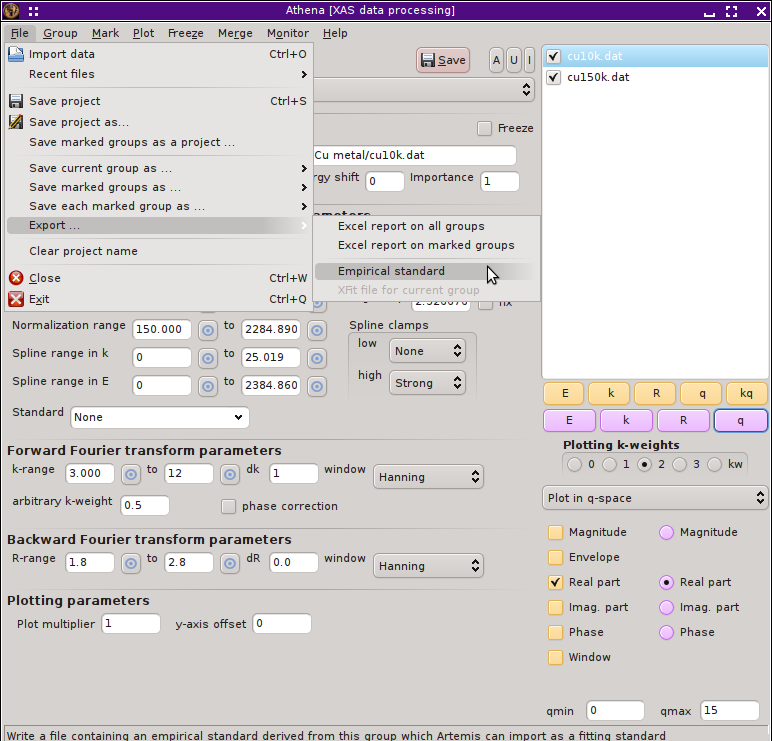 Athena [XAS data processing]
File Group Mark Plot Freeze Merge Monitor Help
Import data Ctrl+O
Recent files
Save project Ctrl+S
Save project as...
Save marked groups as a project ...
Save current group as ...
Save marked groups as ...
Save each marked group as ...
Export ...
Clear project name
Close Ctrl+W
Exit Ctrl+Q
Excel report on all groups
Excel report on marked groups
Empirical standard
XFit file for current group
Save A U I
Freeze
Cu metal/cu10k.dat
shift 0 Importance 1
Normalization range 150.000 to 2284.890
Spline range in k 0 to 25.019
Spline range in E 0 to 2384.860
Standard None
Spline clamps
low None
high Strong
Forward Fourier transform parameters
k-range 3.000 to 12 dk 1 window Hanning
arbitrary k-weight 0.5 phase correction
Backward Fourier transform parameters
R-range 1.8 to 2.8 dR 0.0 window Hanning
Plotting parameters
Plot multiplier 1 y-axis offset 0
cu10k.dat
cu150k.dat
E k R q kq
E k R q
Plotting k-weights
0 1 2 3 kw
Plot in q-space
Magnitude Magnitude
Envelope
Real part Real part
Imag. part Imag. part
Phase Phase
Window
qmin 0 qmax 15
Write a file containing an empirical standard derived from this group which Artemis can import as a fitting standard